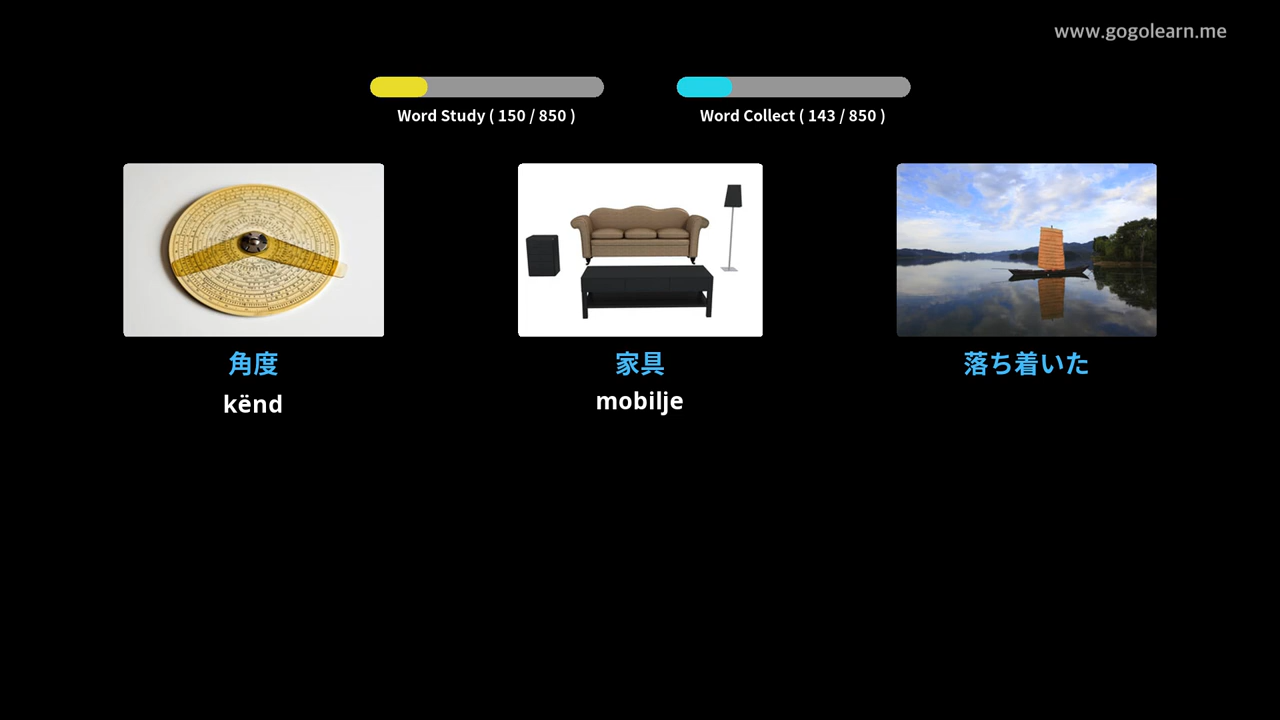 www.gogolearn.me
Word Study ( 150 / 850 )
Word Collect ( 143 / 850 )
角度
家具
落ち着いた
kënd
mobilje